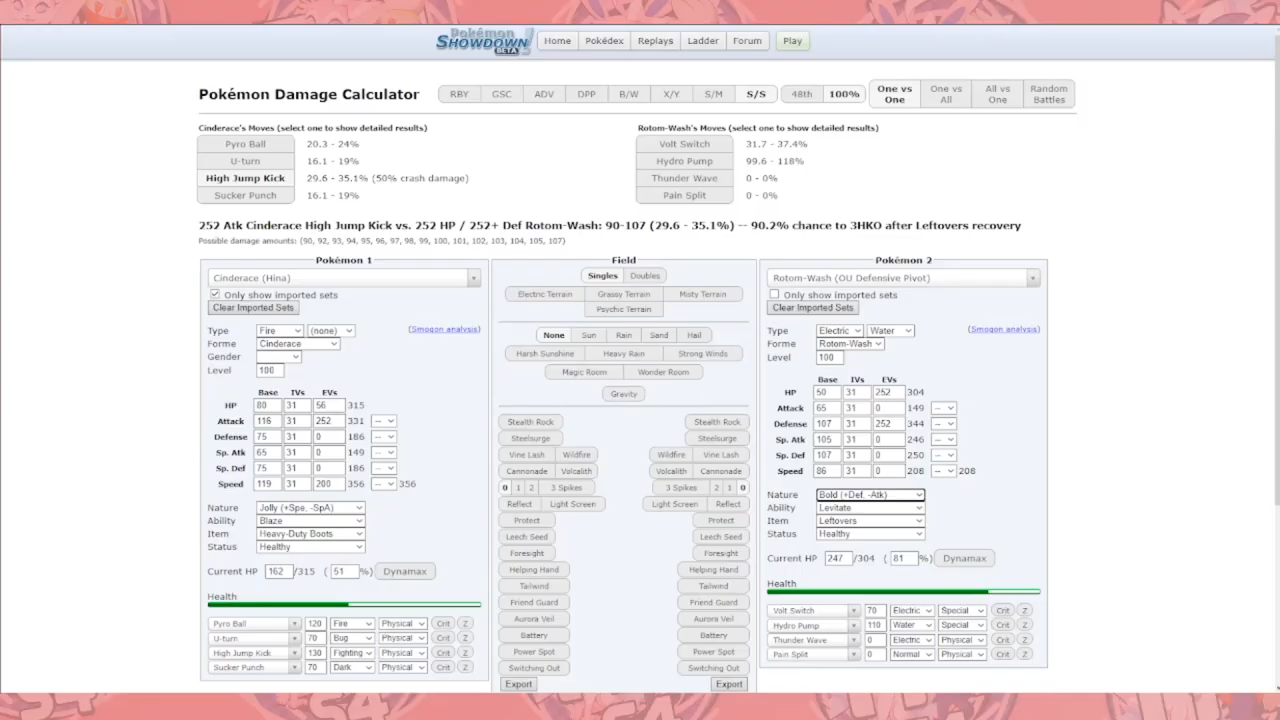 Pokémon
SHOWDOWN
BETA
Home Pokédex Replays Ladder Forum Play
Pokémon Damage Calculator
RBY GSC ADV DPP B/W X/Y S/M S/S 48th 100% One vs One One vs All All vs One Random Battles
Cinderace's Moves (select one to show detailed results)
Pyro Ball 20.3 - 24%
U-turn 16.1 - 19%
High Jump Kick 29.6 - 35.1% (50% crash damage)
Sucker Punch 16.1 - 19%
Rotom-Wash's Moves (select one to show detailed results)
Volt Switch 31.7 - 37.4%
Hydro Pump 99.6 - 118%
Thunder Wave 0 - 0%
Pain Split 0 - 0%
252 Atk Cinderace High Jump Kick vs. 252 HP / 252+ Def Rotom-Wash: 90-107 (29.6 - 35.1%) -- 90.2% chance to 3HKO after Leftovers recovery
Possible damage amounts: (90, 92, 93, 94, 95, 96, 97, 98, 99, 100, 101, 102, 103, 104, 105, 107)
Pokémon 1
Cinderace (Hina)
Only show imported sets
Clear Imported Sets
Type Fire (none) (Smogon analysis)
Forme Cinderace
Gender
Level 100
Base IVs EVs
HP 80 31 56 315
Attack 116 31 252 331 --
Defense 75 31 0 186 --
Sp. Atk 65 31 0 149 --
Sp. Def 75 31 0 186 --
Speed 119 31 200 356 -- 356
Nature Jolly (+Spe, -SpA)
Ability Blaze
Item Heavy-Duty Boots
Status Healthy
Current HP 162 /315 ( 51 %) Dynamax
Health
Pyro Ball 120 Fire Physical Crit Z
U-turn 70 Bug Physical Crit Z
High Jump Kick 130 Fighting Physical Crit Z
Sucker Punch 70 Dark Physical Crit Z
Field
Singles Doubles
Electric Terrain Grassy Terrain Misty Terrain
Psychic Terrain
None Sun Rain Sand Hail
Harsh Sunshine Heavy Rain Strong Winds
Magic Room Wonder Room
Gravity
Stealth Rock Stealth Rock
Steelsurge Steelsurge
Vine Lash Wildfire Wildfire Vine Lash
Cannonade Volcalith Volcalith Cannonade
0 1 2 3 Spikes 3 Spikes 2 1 0
Reflect Light Screen Light Screen Reflect
Protect Protect
Leech Seed Leech Seed
Foresight Foresight
Helping Hand Helping Hand
Tailwind Tailwind
Friend Guard Friend Guard
Aurora Veil Aurora Veil
Battery Battery
Power Spot Power Spot
Switching Out Switching Out
Export Export
Pokémon 2
Rotom-Wash (OU Defensive Pivot)
Only show imported sets
Clear Imported Sets
Type Electric Water (Smogon analysis)
Forme Rotom-Wash
Level 100
Base IVs EVs
HP 50 31 252 304
Attack 65 31 0 149 --
Defense 107 31 252 344 --
Sp. Atk 105 31 0 246 --
Sp. Def 107 31 0 250 --
Speed 86 31 0 208 -- 208
Nature Bold (+Def, -Atk)
Ability Levitate
Item Leftovers
Status Healthy
Current HP 247 /304 ( 81 %) Dynamax
Health
Volt Switch 70 Electric Special Crit Z
Hydro Pump 110 Water Special Crit Z
Thunder Wave 0 Electric Physical Crit Z
Pain Split 0 Normal Physical Crit Z